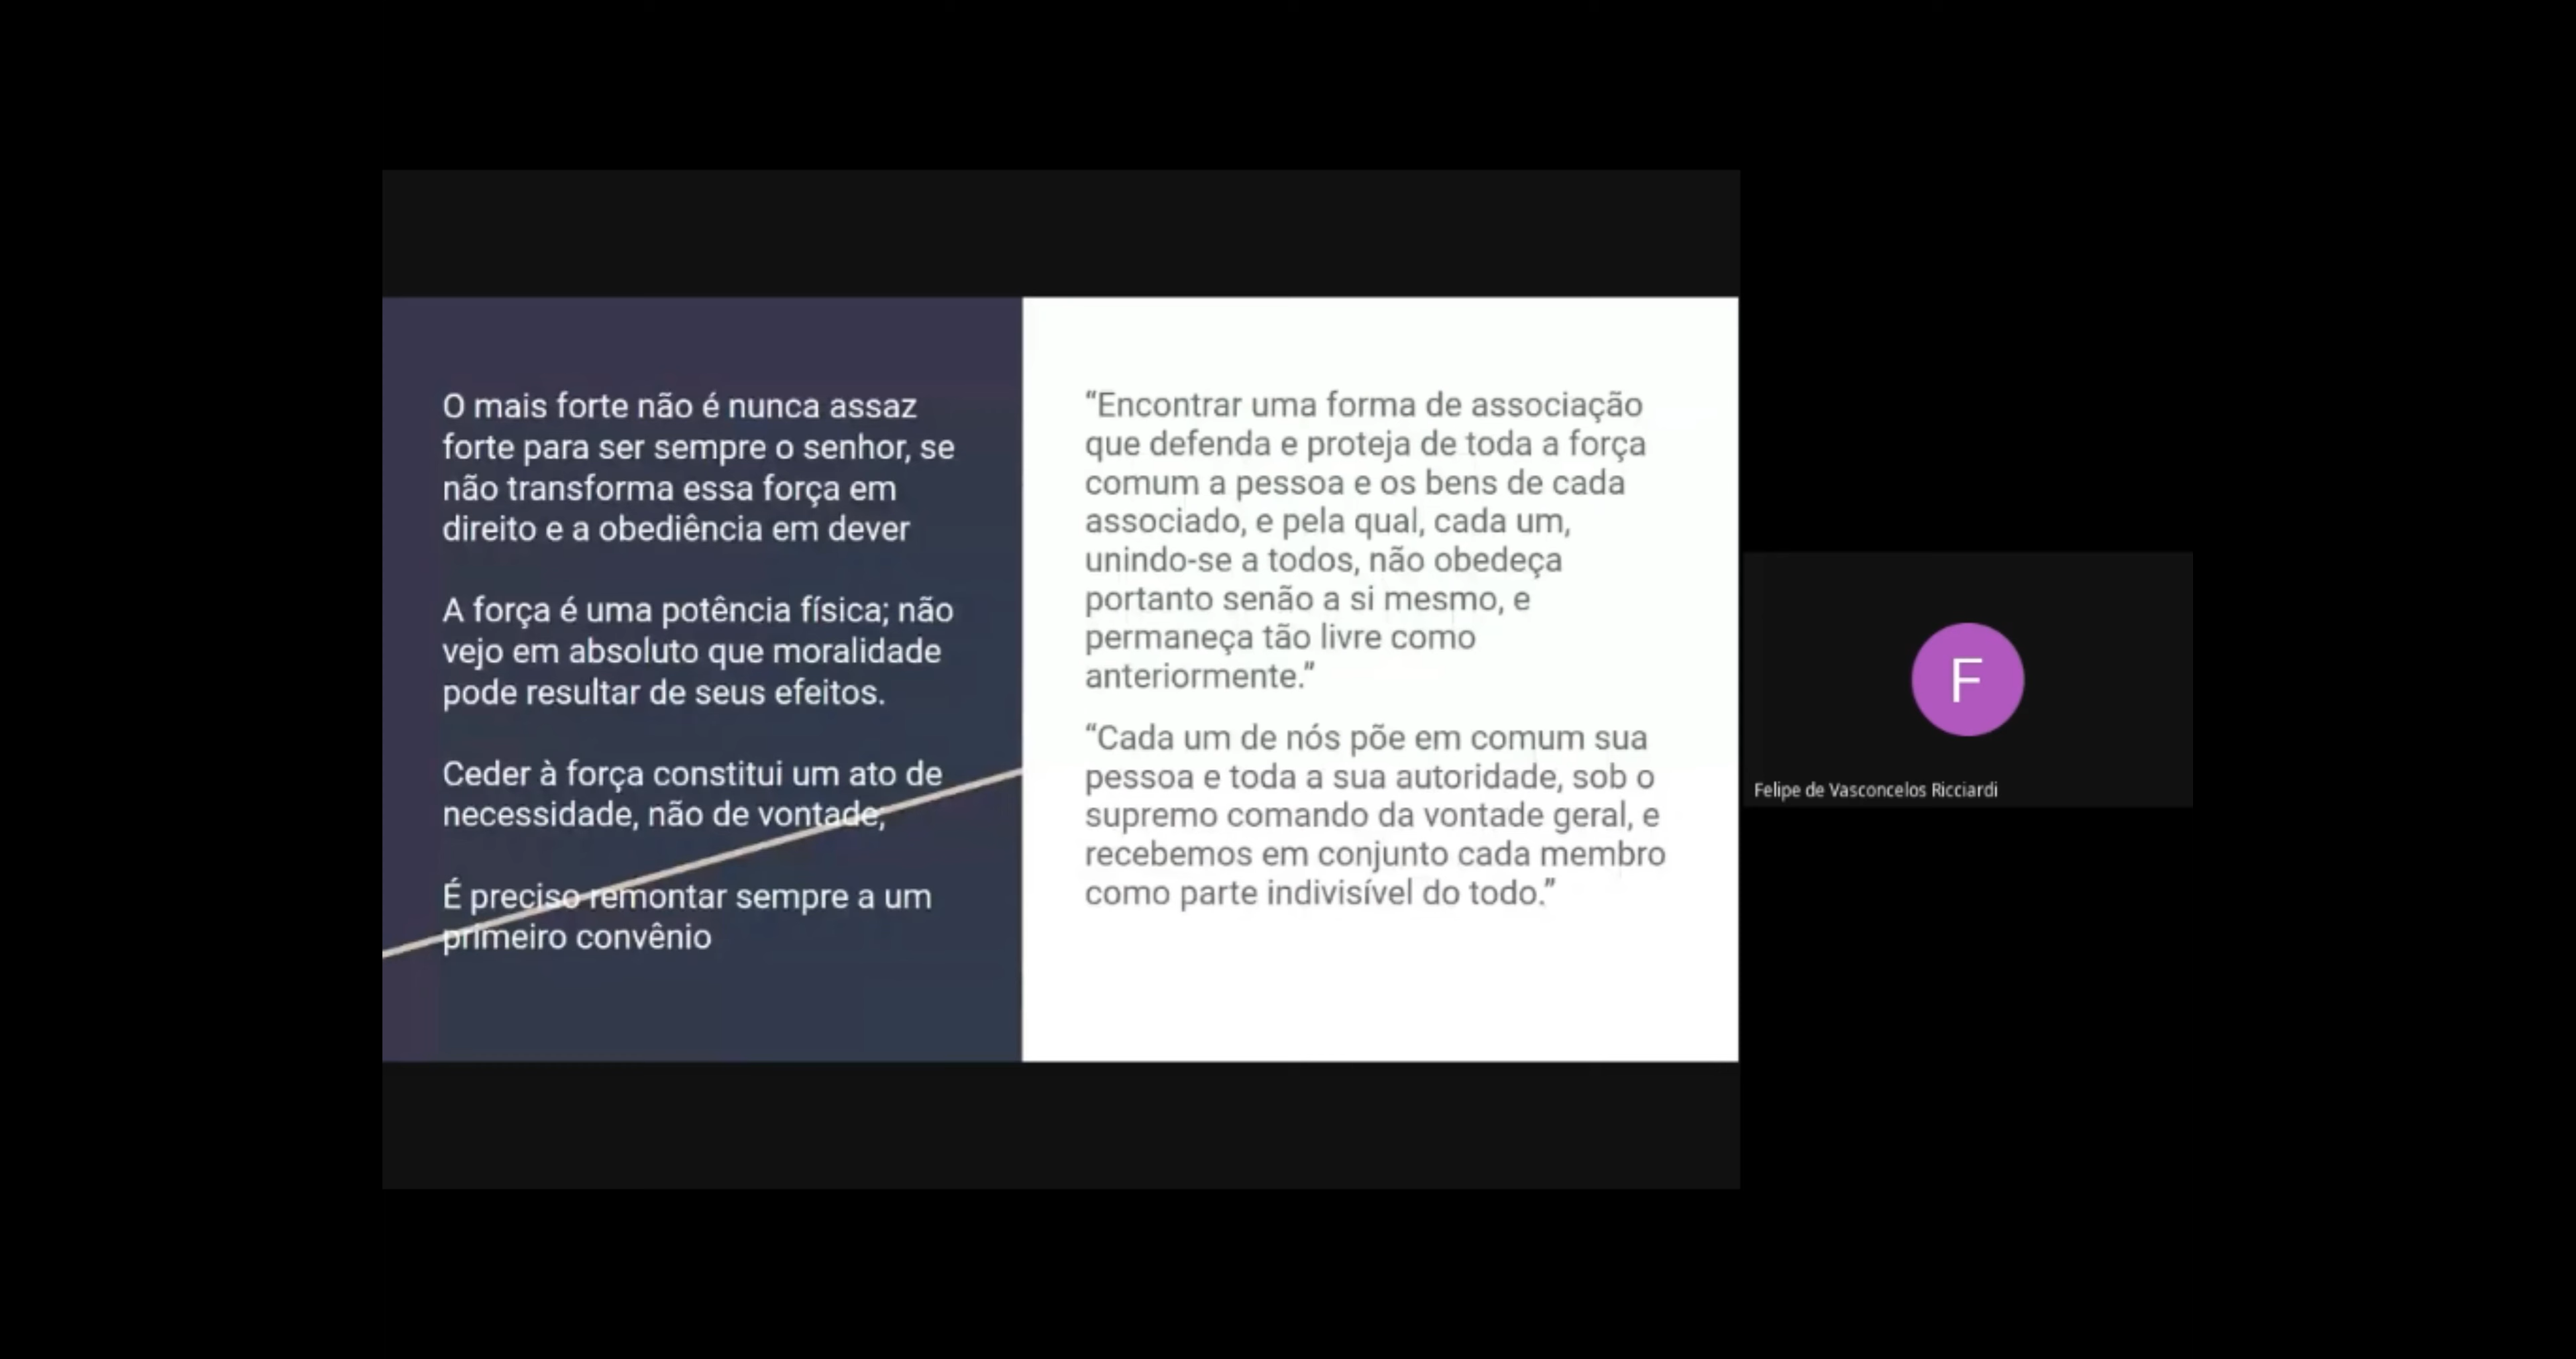 O mais forte não é nunca assaz
forte para ser sempre o senhor, se
não transforma essa força em
direito e a obediência em dever
A força é uma potência física; não
vejo em absoluto que moralidade
pode resultar de seus efeitos.
Ceder à força constitui um ato de
necessidade, não de vontade;
É preciso remontar sempre a um
primeiro convênio
“Encontrar uma forma de associação
que defenda e proteja de toda a força
comum a pessoa e os bens de cada
associado, e pela qual, cada um,
unindo-se a todos, não obedeça
portanto senão a si mesmo, e
permaneça tão livre como
anteriormente.”
“Cada um de nós põe em comum sua
pessoa e toda a sua autoridade, sob o
supremo comando da vontade geral, e
recebemos em conjunto cada membro
como parte indivisível do todo.”
F
Felipe de Vasconcelos Ricciardi